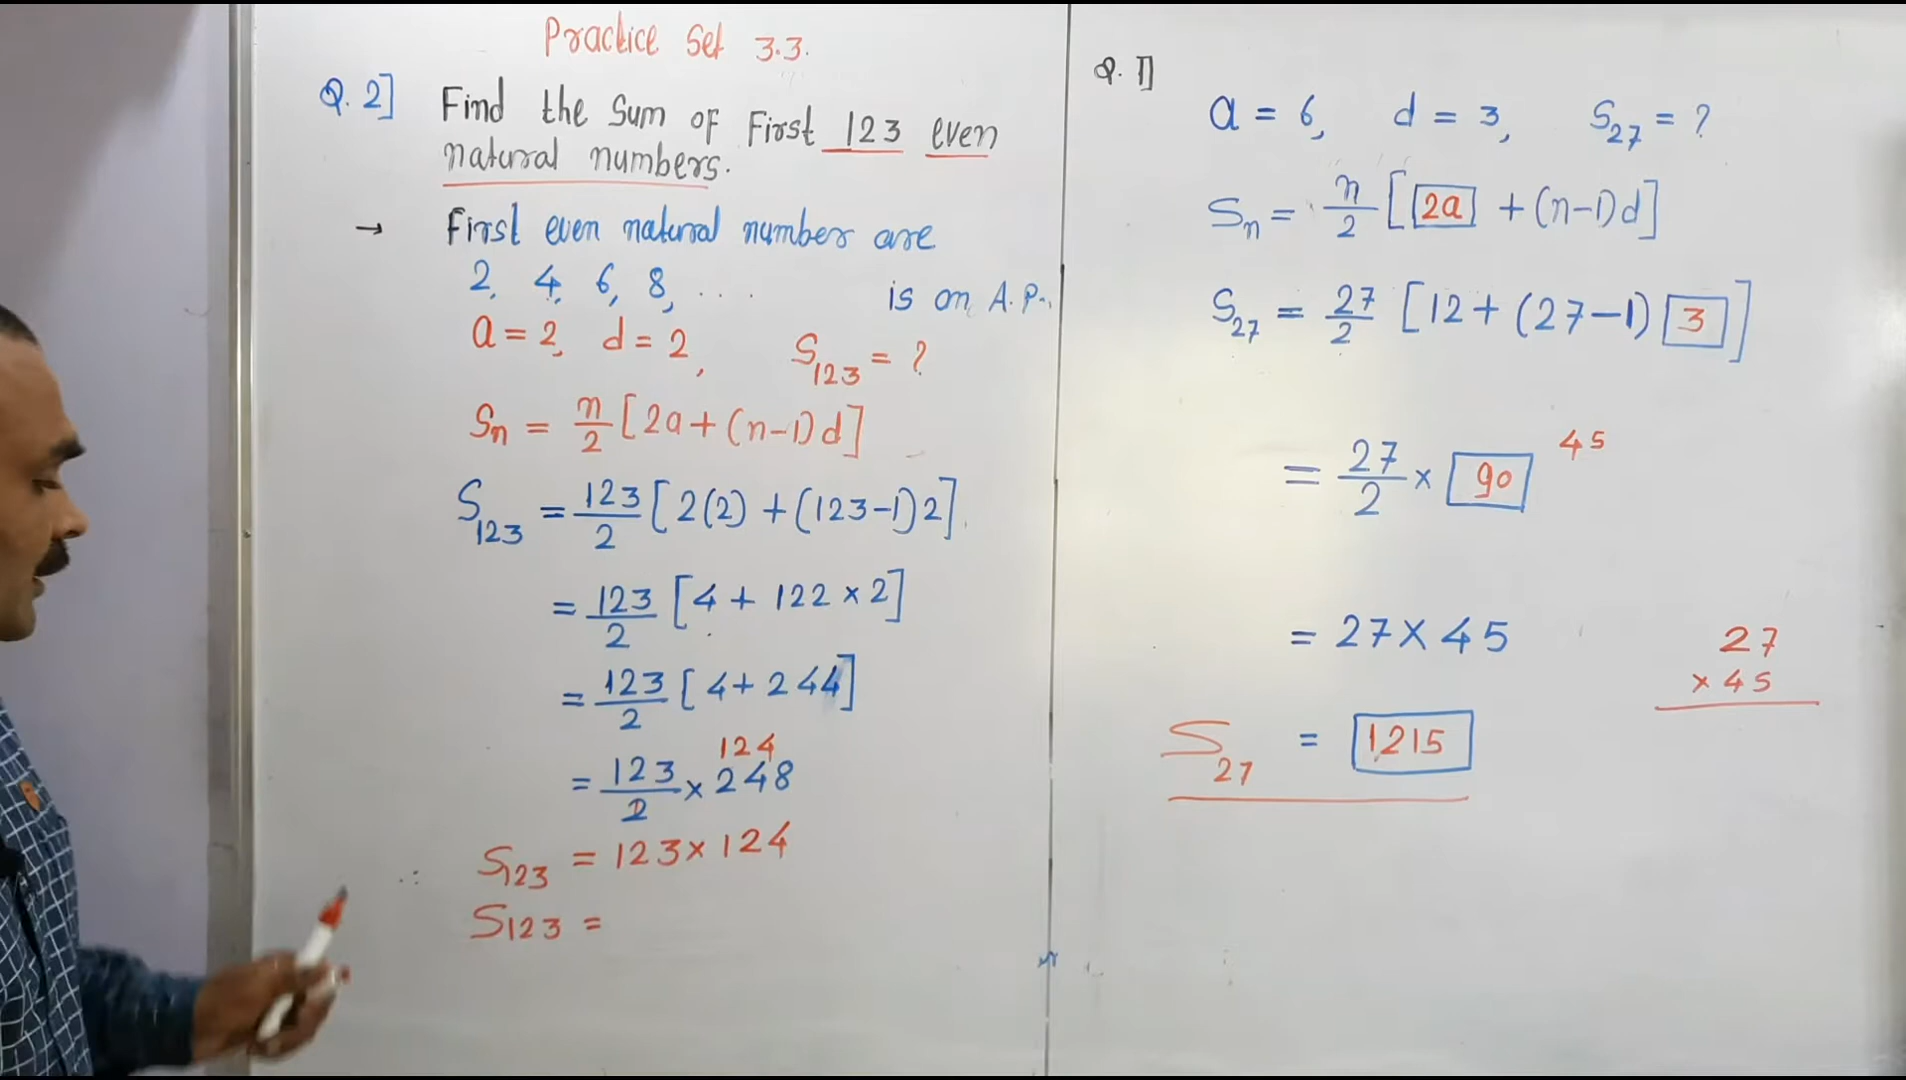 Practice Set 3.3.
Q. 2] Find the Sum of First 123 even
natural numbers.
→ First even natural number are
2, 4, 6, 8, .... is an A.P..
a = 2, d = 2, S₁₂₃ = ?
Sₙ = n/2 [2a + (n-1)d]
S₁₂₃ = 123/2 [2(2) + (123-1)2]
= 123/2 [4 + 122 × 2]
= 123/2 [4 + 244]
124
= 123/2 × 248
∴ S₁₂₃ = 123 × 124
S₁₂₃ =
Q. 1]
a = 6, d = 3, S₂₇ = ?
Sₙ = n/2 [2a + (n-1)d]
S₂₇ = 27/2 [12 + (27-1) 3]
45
= 27/2 × 90
= 27 × 45
27
× 45
S₂₇ = 1215